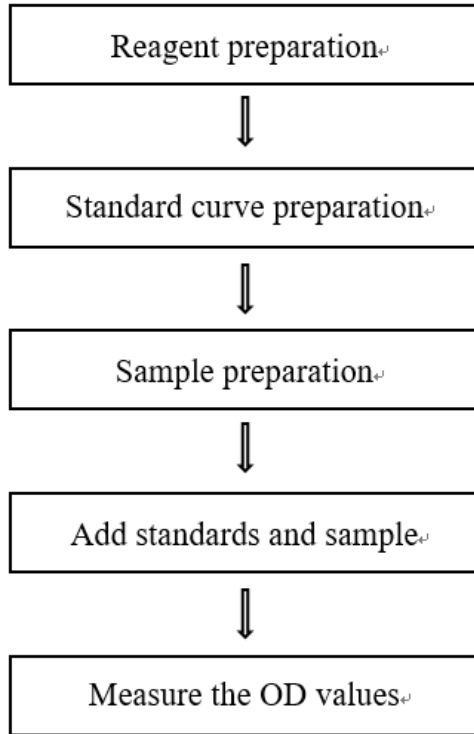 Reagent preparation
Standard curve preparation
Sample preparation
Add standards and sample
Measure the OD values